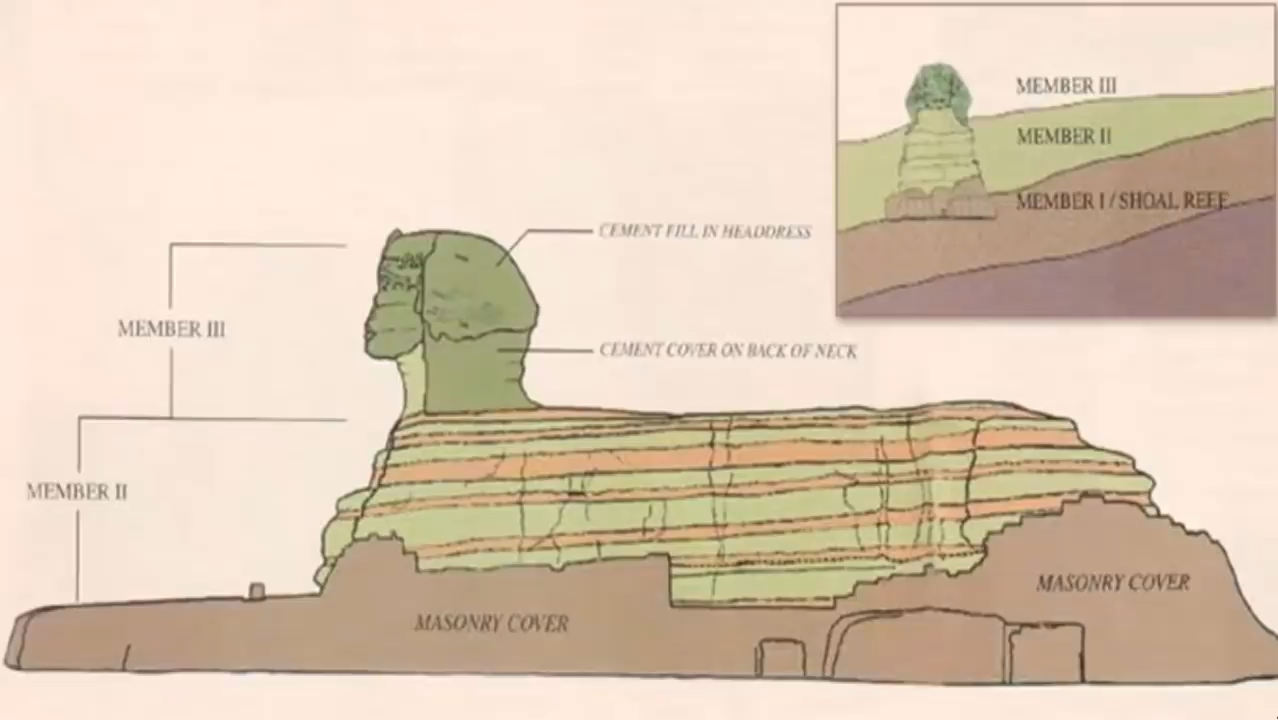 MEMBER III
MEMBER II
MEMBER I / SHOAL REEF
CEMENT FILL IN HEADDRESS
MEMBER III
CEMENT COVER ON BACK OF NECK
MEMBER II
MASONRY COVER
MASONRY COVER